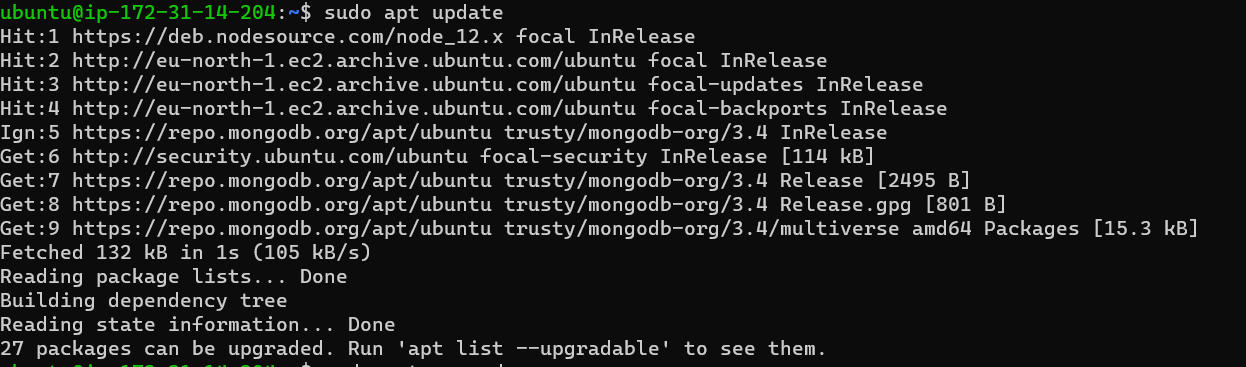 ubuntu@ip-172-31-14-204:~$ sudo apt update
Hit:1 https://deb.nodesource.com/node_12.x focal InRelease
Hit:2 http://eu-north-1.ec2.archive.ubuntu.com/ubuntu focal InRelease
Hit:3 http://eu-north-1.ec2.archive.ubuntu.com/ubuntu focal-updates InRelease
Hit:4 http://eu-north-1.ec2.archive.ubuntu.com/ubuntu focal-backports InRelease
Ign:5 https://repo.mongodb.org/apt/ubuntu trusty/mongodb-org/3.4 InRelease
Get:6 http://security.ubuntu.com/ubuntu focal-security InRelease [114 kB]
Get:7 https://repo.mongodb.org/apt/ubuntu trusty/mongodb-org/3.4 Release [2495 B]
Get:8 https://repo.mongodb.org/apt/ubuntu trusty/mongodb-org/3.4 Release.gpg [801 B]
Get:9 https://repo.mongodb.org/apt/ubuntu trusty/mongodb-org/3.4/multiverse amd64 Packages [15.3 kB]
Fetched 132 kB in 1s (105 kB/s)
Reading package lists... Done
Building dependency tree
Reading state information... Done
27 packages can be upgraded. Run 'apt list --upgradable' to see them.